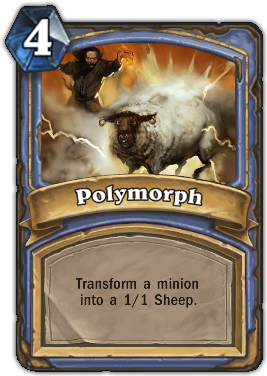 4
Polymorph
Transform a minion
into a 1/1 Sheep.